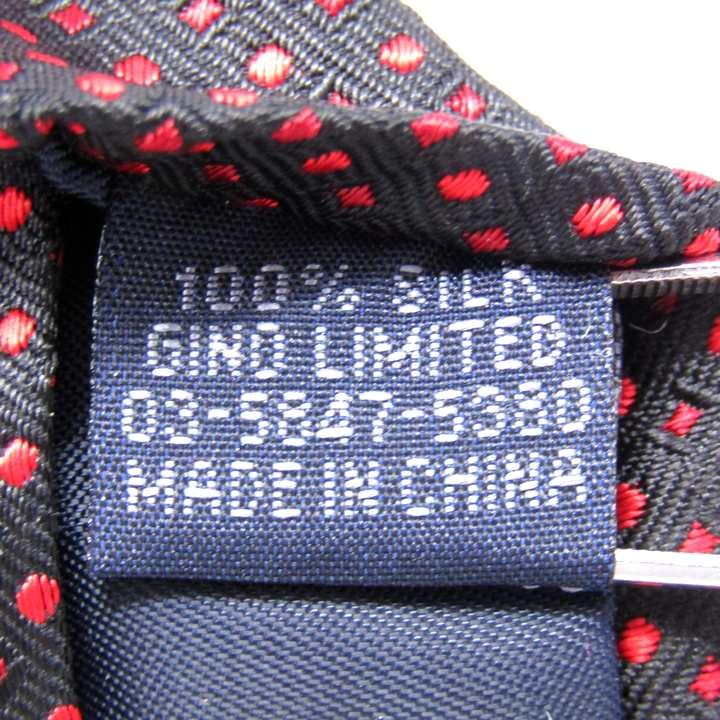 100% SILK
GINO LIMITED
03-5847-5380
MADE IN CHINA